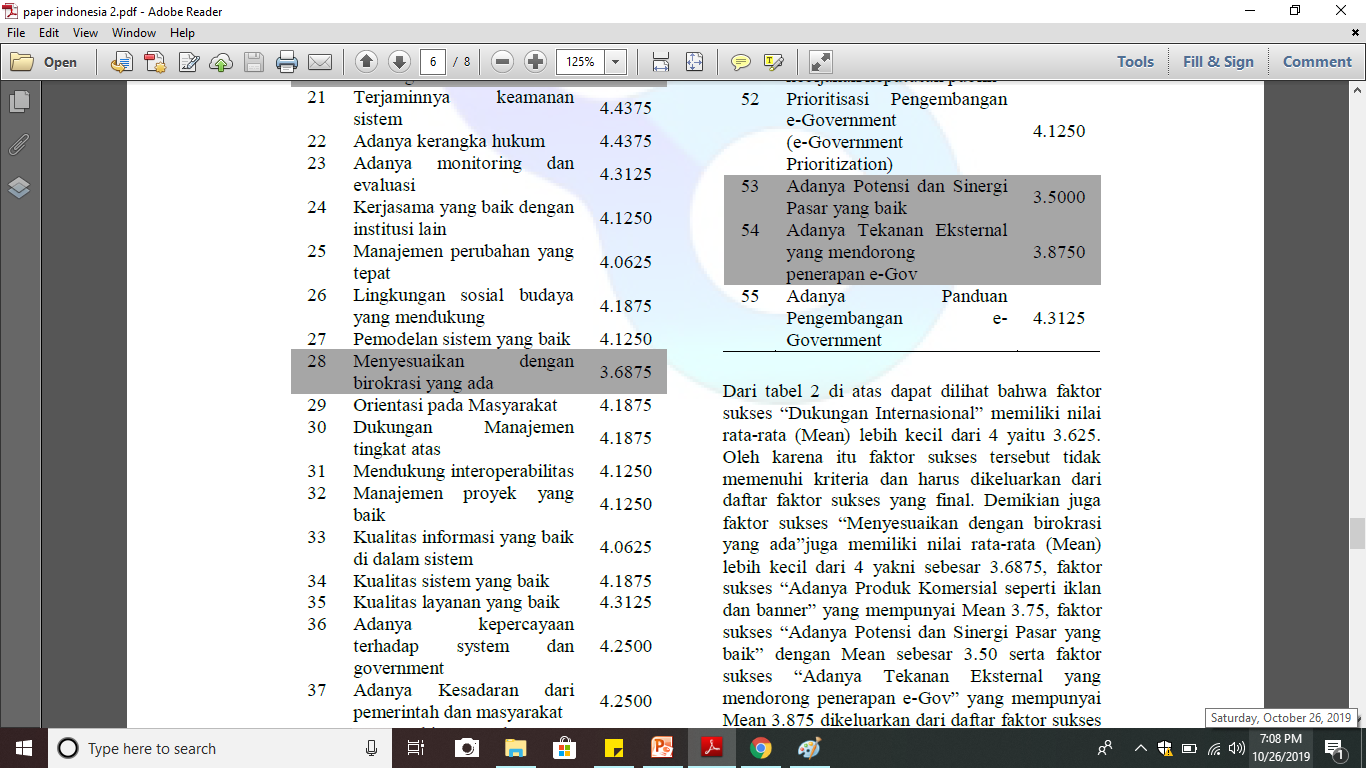 paper indonesia 2.pdf - Adobe Reader
File Edit View Window Help
Open 6 / 8 125% Tools Fill & Sign Comment
21 Terjaminnya keamanan
sistem 4.4375
22 Adanya kerangka hukum 4.4375
23 Adanya monitoring dan
evaluasi 4.3125
24 Kerjasama yang baik dengan
institusi lain 4.1250
25 Manajemen perubahan yang
tepat 4.0625
26 Lingkungan sosial budaya
yang mendukung 4.1875
27 Pemodelan sistem yang baik 4.1250
28 Menyesuaikan dengan
birokrasi yang ada 3.6875
29 Orientasi pada Masyarakat 4.1875
30 Dukungan Manajemen
tingkat atas 4.1875
31 Mendukung interoperabilitas 4.1250
32 Manajemen proyek yang
baik 4.1250
33 Kualitas informasi yang baik
di dalam sistem 4.0625
34 Kualitas sistem yang baik 4.1875
35 Kualitas layanan yang baik 4.3125
36 Adanya kepercayaan
terhadap system dan 4.2500
government
37 Adanya Kesadaran dari
pemerintah dan masyarakat 4.2500
52 Prioritisasi Pengembangan
e-Government 4.1250
(e-Government
Prioritization)
53 Adanya Potensi dan Sinergi
Pasar yang baik 3.5000
54 Adanya Tekanan Eksternal
yang mendorong 3.8750
penerapan e-Gov
55 Adanya Panduan
Pengembangan e- 4.3125
Government
Dari tabel 2 di atas dapat dilihat bahwa faktor
sukses “Dukungan Internasional” memiliki nilai
rata-rata (Mean) lebih kecil dari 4 yaitu 3.625.
Oleh karena itu faktor sukses tersebut tidak
memenuhi kriteria dan harus dikeluarkan dari
daftar faktor sukses yang final. Demikian juga
faktor sukses “Menyesuaikan dengan birokrasi
yang ada”juga memiliki nilai rata-rata (Mean)
lebih kecil dari 4 yakni sebesar 3.6875, faktor
sukses “Adanya Produk Komersial seperti iklan
dan banner” yang mempunyai Mean 3.75, faktor
sukses “Adanya Potensi dan Sinergi Pasar yang
baik” dengan Mean sebesar 3.50 serta faktor
sukses “Adanya Tekanan Eksternal yang
mendorong penerapan e-Gov” yang mempunyai
Mean 3.875 dikeluarkan dari daftar faktor sukses
Saturday, October 26, 2019
Type here to search
7:08 PM
10/26/2019
1